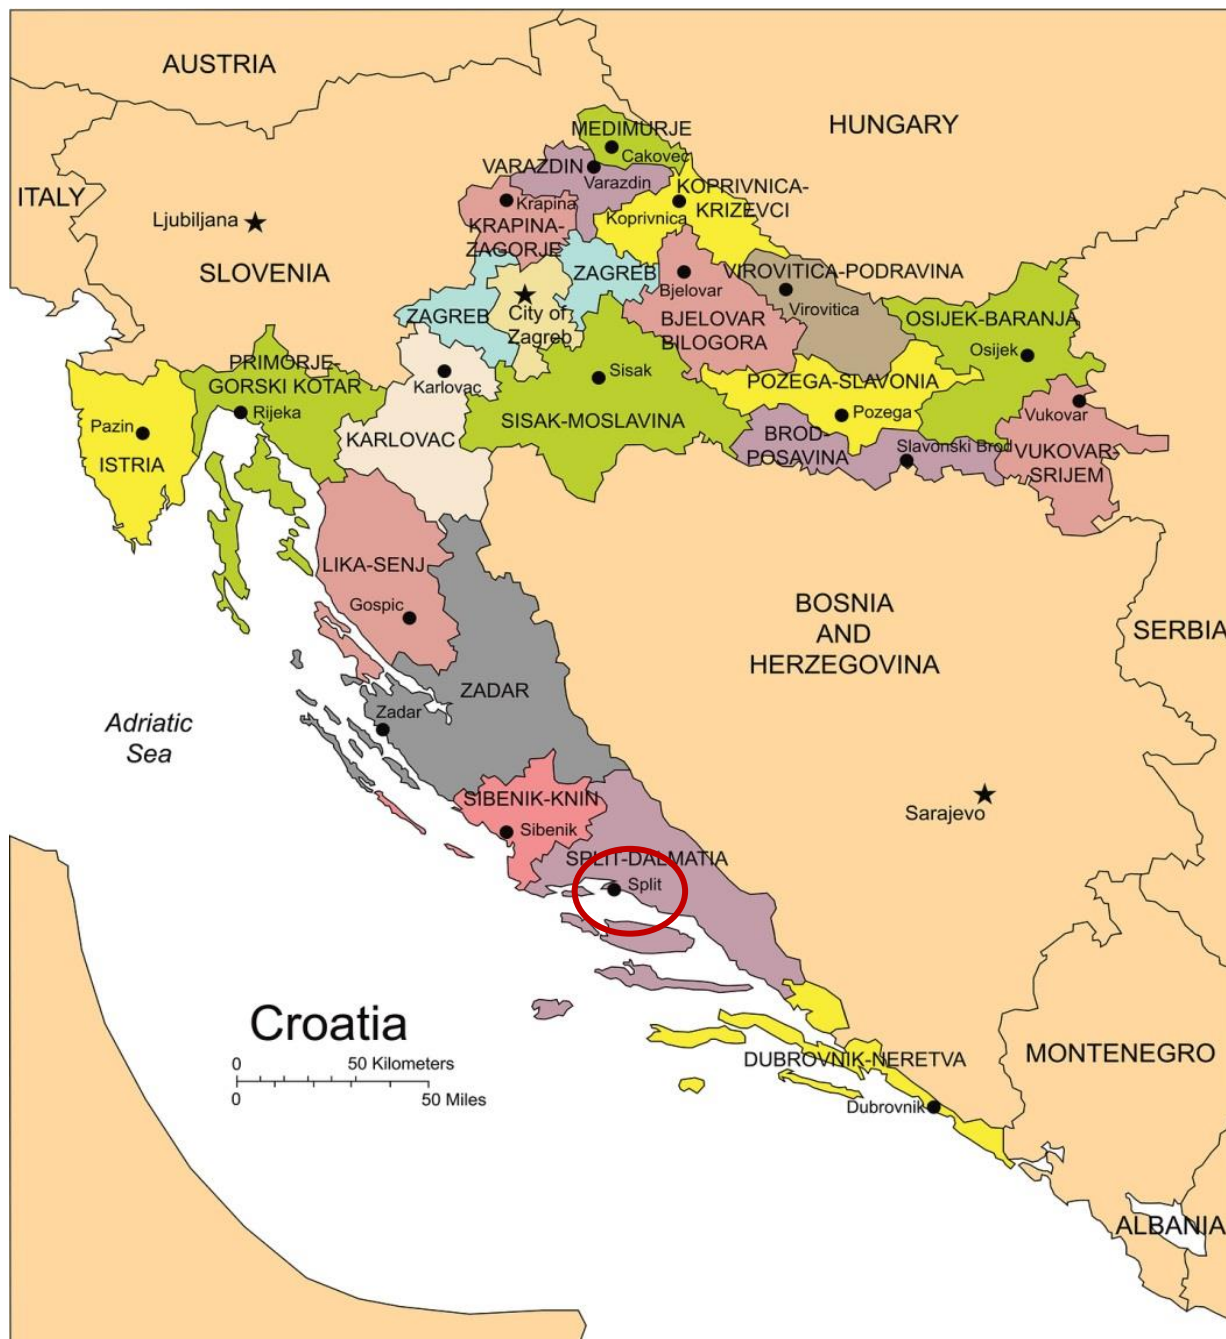 AUSTRIA
HUNGARY
ITALY
Ljubiljana
SLOVENIA
MEDIMURJE
Cakovec
VARAZDIN
Varazdin
Krapina
KRAPINA-
ZAGORJE
KOPRIVNICA-
KRIZEVCI
Koprivnica
ZAGREB
ZAGREB
City of
Zagreb
Bjelovar
BJELOVAR
BILOGORA
VIROVITICA-PODRAVINA
Virovitica
OSIJEK-BARANJA
Osijek
PRIMORJE-
GORSKI KOTAR
Rijeka
Karlovac
KARLOVAC
Sisak
SISAK-MOSLAVINA
POZEGA-SLAVONIA
Pozega
BROD-
POSAVINA
Slavonski Brod
Vukovar
VUKOVAR-
SRIJEM
Pazin
ISTRIA
LIKA-SENJ
Gospic
BOSNIA
AND
HERZEGOVINA
SERBIA
ZADAR
Zadar
Adriatic
Sea
SIBENIK-KNIN
Sibenik
Sarajevo
SPLIT-DALMATIA
Split
Croatia
0 50 Kilometers
0 50 Miles
DUBROVNIK-NERETVA
Dubrovnik
MONTENEGRO
ALBANIA